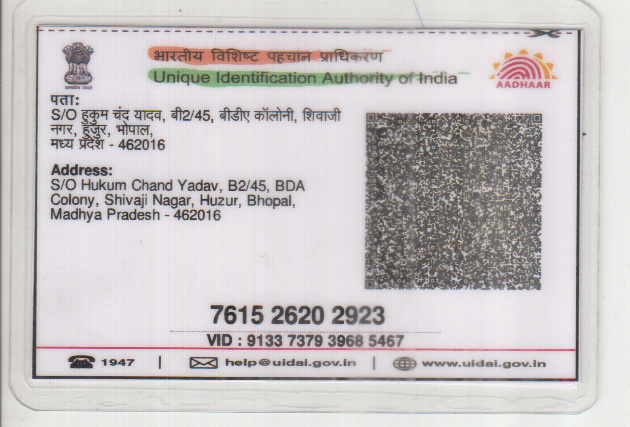 भारतीय विशिष्ट पहचान प्राधिकरण
Unique Identification Authority of India
AADHAAR
पता:
S/O हुकुम चंद यादव, बी2/45, बीडीए कॉलोनी, शिवाजी
नगर, हुजुर, भोपाल,
मध्य प्रदेश - 462016
Address:
S/O Hukum Chand Yadav, B2/45, BDA
Colony, Shivaji Nagar, Huzur, Bhopal,
Madhya Pradesh - 462016
7615 2620 2923
VID : 9133 7379 3968 5467
1947 | help@uidai.gov.in | www.uidai.gov.in